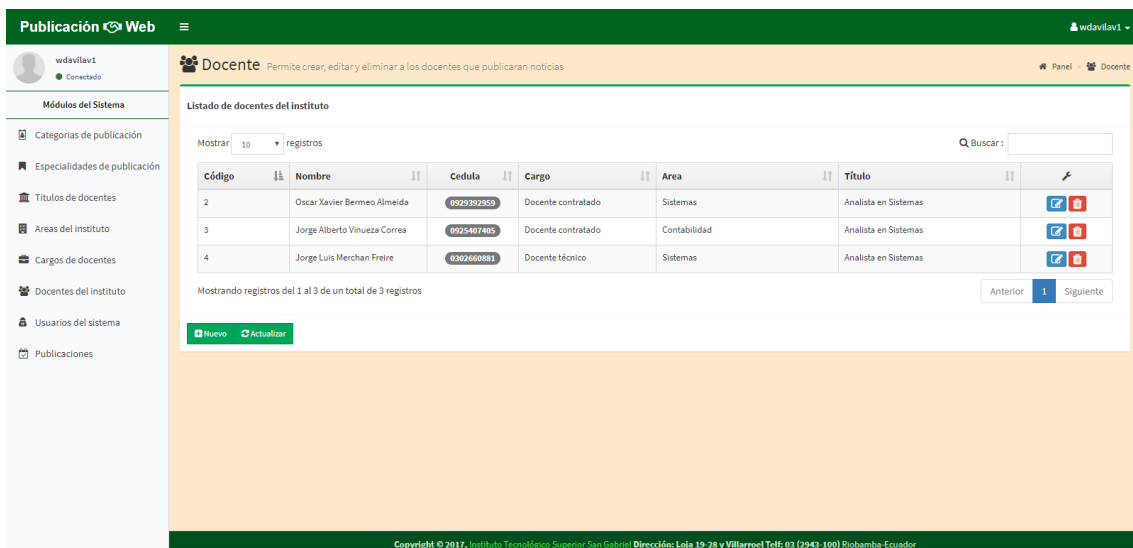 Publicación Web
wdavilav1
wdavilav1
Conectado
Módulos del Sistema
Categorias de publicación
Especialidades de publicación
Titulos de docentes
Areas del instituto
Cargos de docentes
Docentes del instituto
Usuarios del sistema
Publicaciones
Docente Permite crear, editar y eliminar a los docentes que publicaran noticias
Panel > Docente
Listado de docentes del instituto
Mostrar 10 registros
Buscar :
Código Nombre Cedula Cargo Area Título
2 Oscar Xavier Bermeo Almeida 0929392959 Docente contratado Sistemas Analista en Sistemas
3 Jorge Alberto Vinueza Correa 0925407405 Docente contratado Contabilidad Analista en Sistemas
4 Jorge Luis Merchan Freire 0302660881 Docente técnico Sistemas Analista en Sistemas
Mostrando registros del 1 al 3 de un total de 3 registros
Anterior 1 Siguiente
Nuevo Actualizar
Copyright © 2017. Instituto Tecnológico Superior San Gabriel Dirección: Loja 19-28 y Villarroel Telf: 03 (2943-100) Riobamba-Ecuador